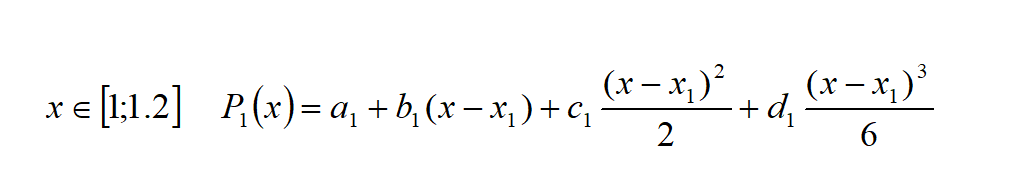 x ∈ [1;1.2] P₁(x) = a₁ + b₁(x − x₁) + c₁ (x − x₁)²/2 + d₁ (x − x₁)³/6